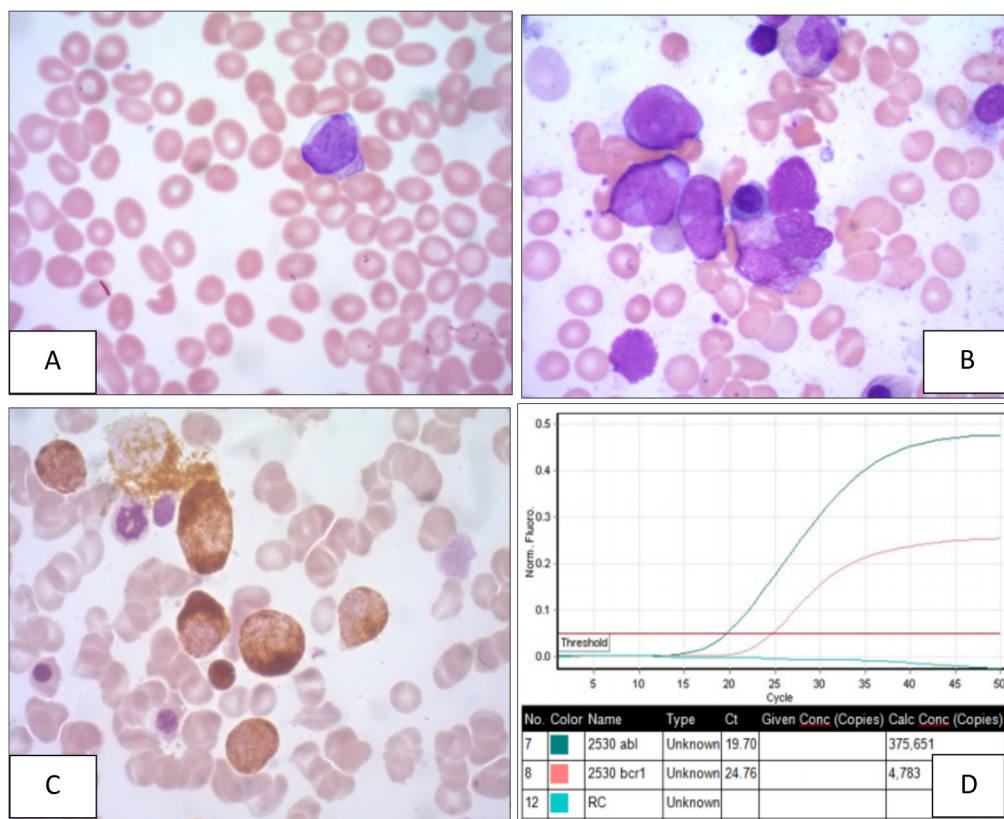 A
B
C
0.5
0.4
0.3
0.2
0.1
0.0
Norm. Fluoro.
Threshold
5 10 15 20 25 30 35 40 45 50
Cycle
No. Color Name Type Ct Given Conc (Copies) Calc Conc (Copies)
7 2530 abl Unknown 19.70 375,651
8 2530 bcr1 Unknown 24.76 4,783
12 RC Unknown
D